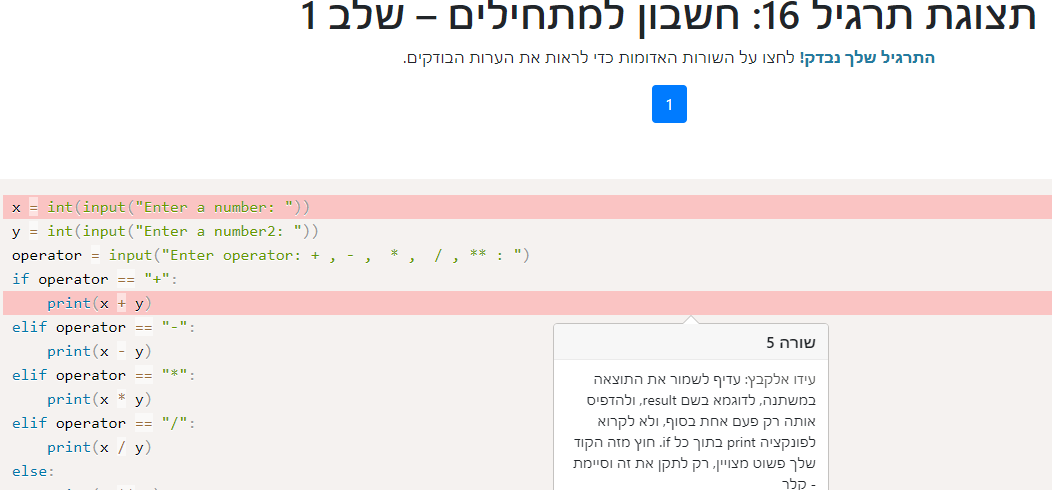 תצוגת תרגיל 16: חשבון למתחילים – שלב 1
התרגיל שלך נבדק! לחצו על השורות האדומות כדי לראות את הערות הבודקים.
1
x = int(input("Enter a number: "))
y = int(input("Enter a number2: "))
operator = input("Enter operator: + , - ,  * ,  / , ** : ")
if operator == "+":
    print(x + y)
elif operator == "-":
    print(x - y)
elif operator == "*":
    print(x * y)
elif operator == "/":
    print(x / y)
else:
שורה 5
עידו אלקבץ: עדיף לשמור את התוצאה
במשתנה, לדוגמא בשם result, ולהדפיס
אותה רק פעם אחת בסוף, ולא לקרוא
לפונקציה print בתוך כל if. חוץ מזה הקוד
שלך פשוט מצויין, רק לתקן את זה וסיימת
- קלר